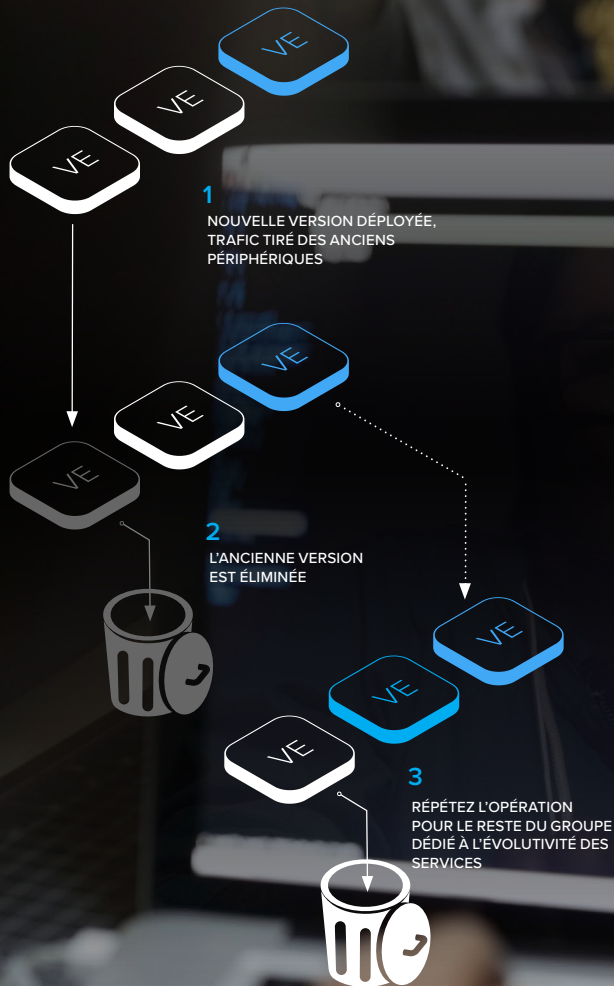 VE
VE
VE
1
NOUVELLE VERSION DÉPLOYÉE,
TRAFIC TIRÉ DES ANCIENS
PÉRIPHÉRIQUES
VE
VE
VE
2
L'ANCIENNE VERSION
EST ÉLIMINÉE
VE
VE
VE
3
RÉPÉTEZ L'OPÉRATION
POUR LE RESTE DU GROUPE
DÉDIÉ À L'ÉVOLUTIVITÉ DES
SERVICES